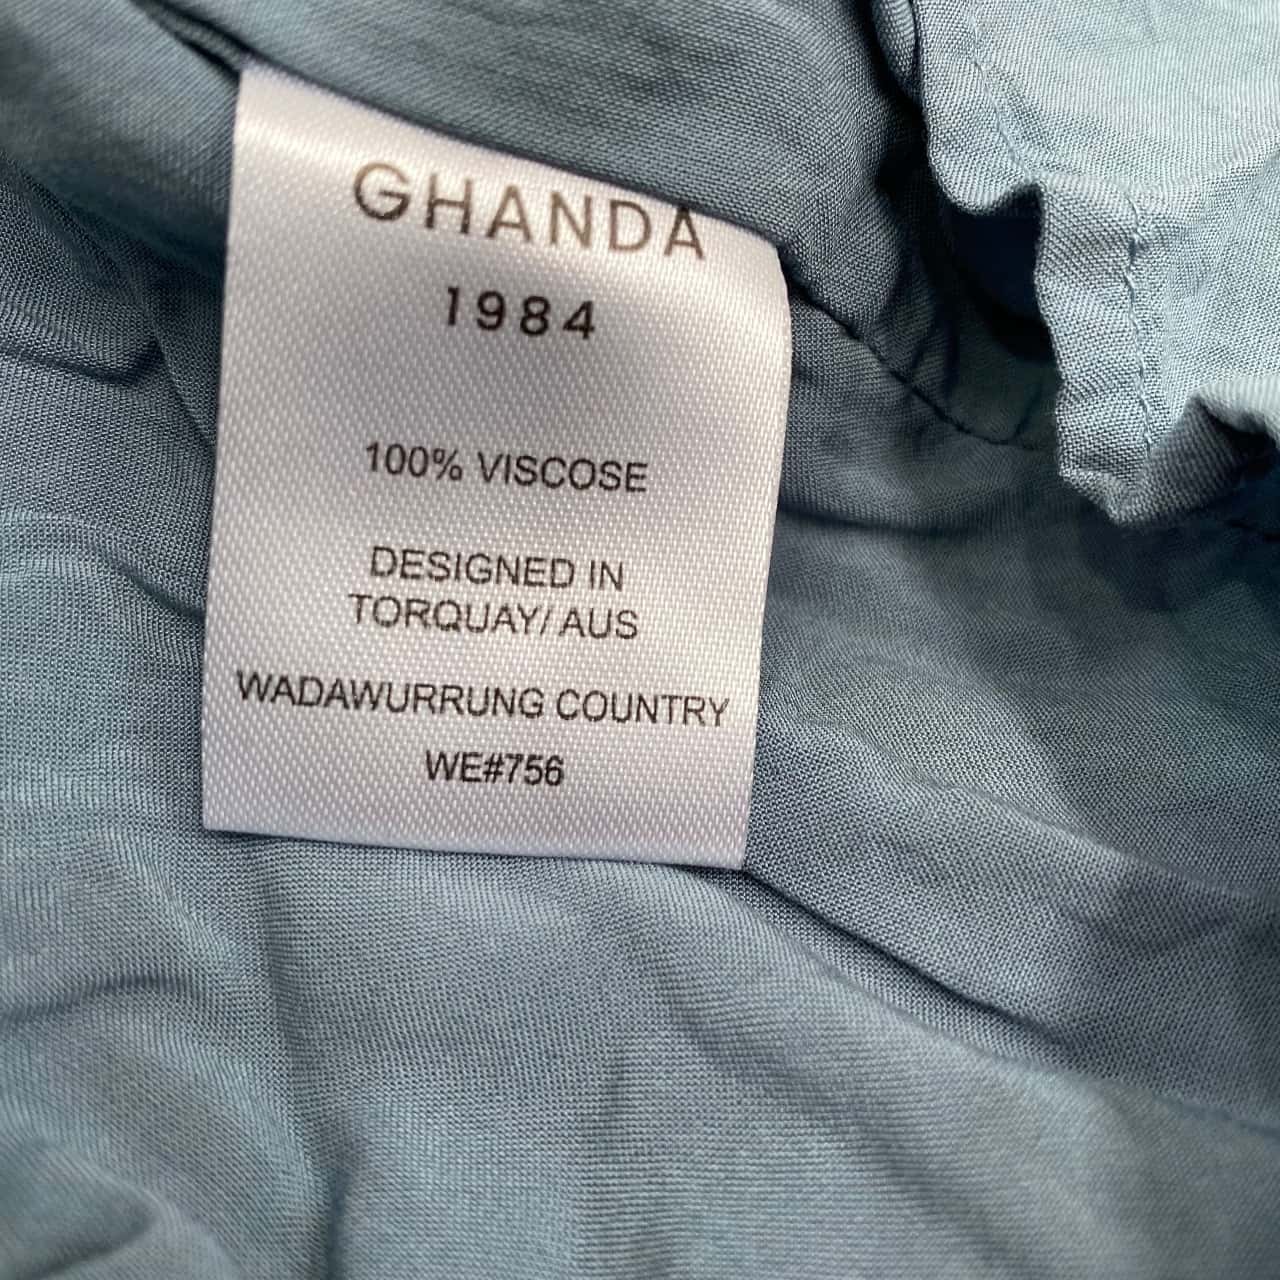 GHANDA
1984
100% VISCOSE
DESIGNED IN
TORQUAY/ AUS
WADAWURRUNG COUNTRY
WE#756